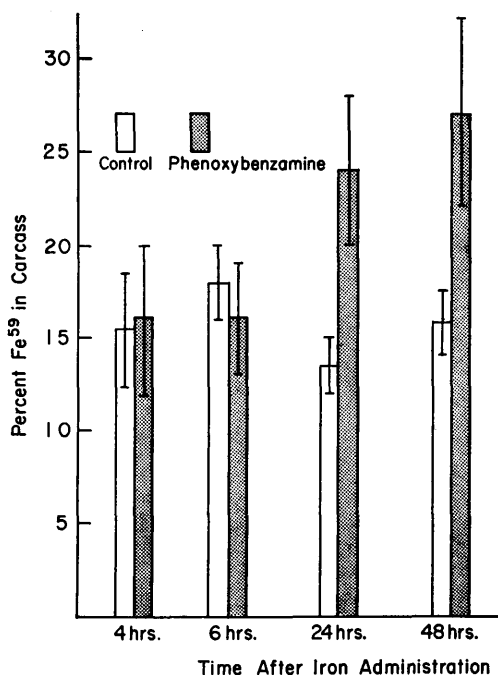 30
25
20
15
10
5
Percent Fe59 in Carcass
Control Phenoxybenzamine
4 hrs. 6 hrs. 24 hrs. 48 hrs.
Time After Iron Administration